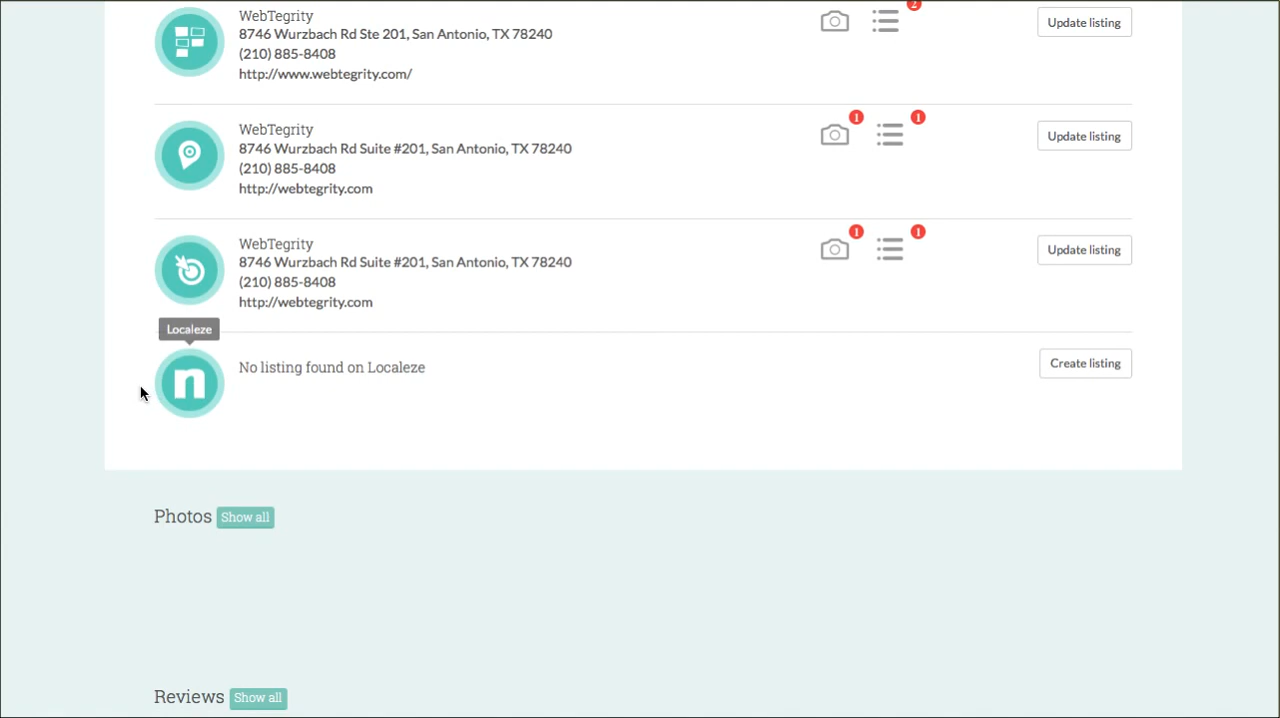 WebTegrity
8746 Wurzbach Rd Ste 201, San Antonio, TX 78240
(210) 885-8408
http://www.webtegrity.com/
2
Update listing
WebTegrity
8746 Wurzbach Rd Suite #201, San Antonio, TX 78240
(210) 885-8408
http://webtegrity.com
1
1
Update listing
WebTegrity
8746 Wurzbach Rd Suite #201, San Antonio, TX 78240
(210) 885-8408
http://webtegrity.com
1
1
Update listing
Localeze
n
No listing found on Localeze
Create listing
Photos Show all
Reviews Show all